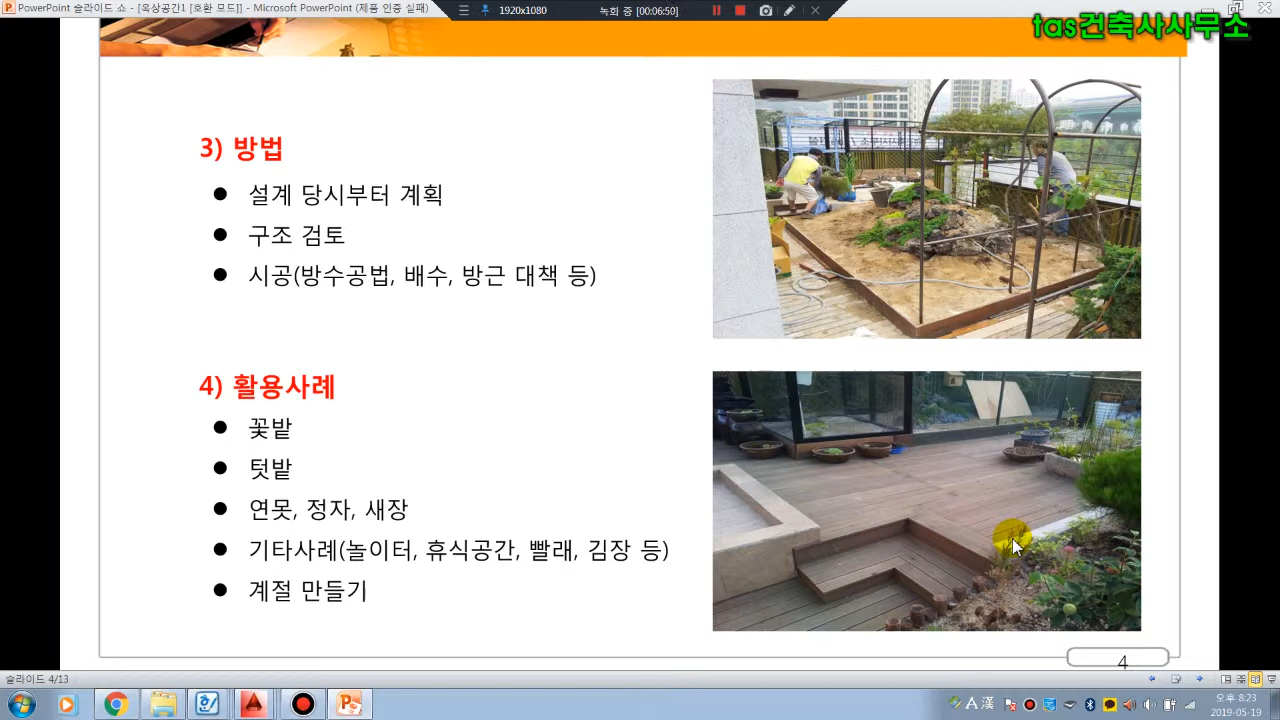 PowerPoint 슬라이드 쇼 - [옥상공간1 [호환 모드]] - Microsoft PowerPoint (제품 인증 실패)
1920x1080
녹화 중 [00:06:50]
tas건축사사무소
3) 방법
● 설계 당시부터 계획
● 구조 검토
● 시공(방수공법, 배수, 방근 대책 등)
4) 활용사례
● 꽃밭
● 텃밭
● 연못, 정자, 새장
● 기타사례(놀이터, 휴식공간, 빨래, 김장 등)
● 계절 만들기
4
슬라이드 4/13
A 漢
오후 8:23
2019-05-19